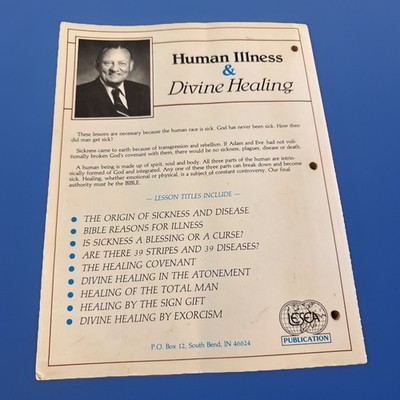 Human Illness
&
Divine Healing
These lessons are necessary because the human race is sick. God has never been sick. How then
did man get sick?
Sickness came to earth because of transgression and rebellion. If Adam and Eve had not voli-
tionally broken God's covenant with them, there would be no sickness, plagues, disease or death.
A human being is made up of spirit, soul and body. All three parts of the human are intrin-
sically formed of God and integrated. Any one of these three parts can break down and become
sick. Healing, whether emotional or physical, is a subject of constant controversy. Our final
authority must be the BIBLE.
— LESSON TITLES INCLUDE —
• THE ORIGIN OF SICKNESS AND DISEASE
• BIBLE REASONS FOR ILLNESS
• IS SICKNESS A BLESSING OR A CURSE?
• ARE THERE 39 STRIPES AND 39 DISEASES?
• THE HEALING COVENANT
• DIVINE HEALING IN THE ATONEMENT
• HEALING OF THE TOTAL MAN
• HEALING BY THE SIGN GIFT
• DIVINE HEALING BY EXORCISM
LESEA
PUBLICATION
P.O. Box 12, South Bend, IN 46624